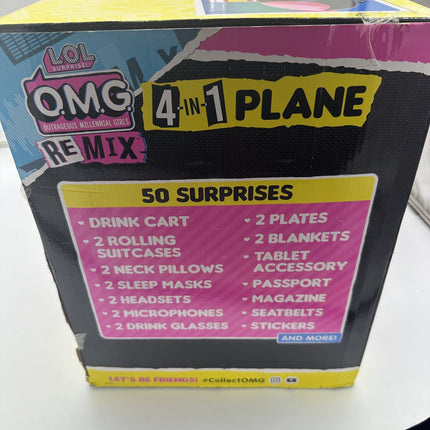 L.O.L.
SURPRISE!
O.M.G.
OUTRAGEOUS MILLENNIAL GIRLS
REMIX
4-IN-1 PLANE
50 SURPRISES
DRINK CART
2 ROLLING
SUITCASES
2 NECK PILLOWS
2 SLEEP MASKS
2 HEADSETS
2 MICROPHONES
2 DRINK GLASSES
2 PLATES
2 BLANKETS
TABLET
ACCESSORY
PASSPORT
MAGAZINE
SEATBELTS
STICKERS
AND MORE!
LET'S BE FRIENDS! #CollectOMG